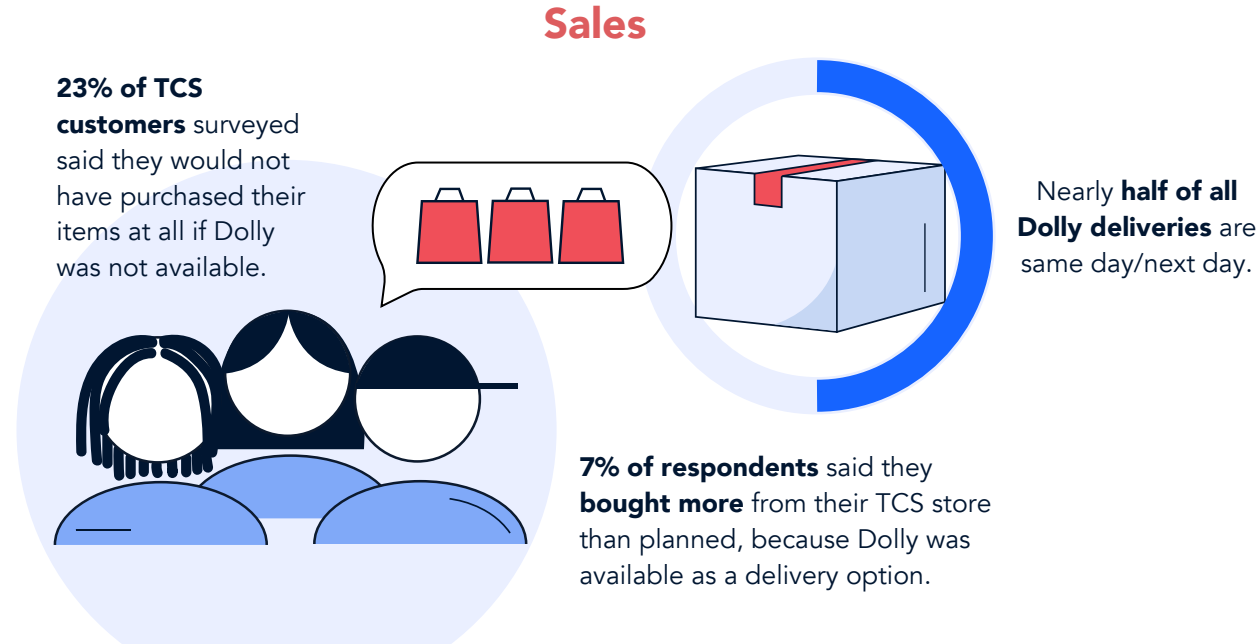 Sales
23% of TCS
customers surveyed
said they would not
have purchased their
items at all if Dolly
was not available.
Nearly half of all
Dolly deliveries are
same day/next day.
7% of respondents said they
bought more from their TCS store
than planned, because Dolly was
available as a delivery option.